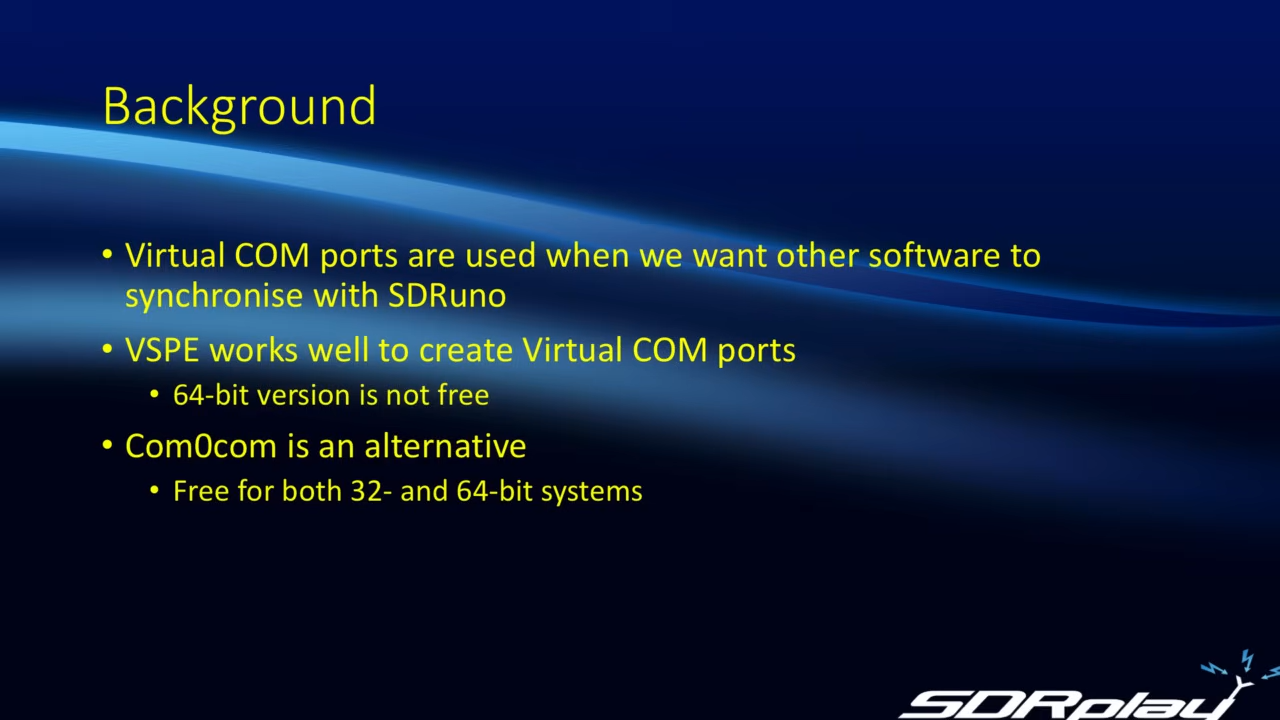 Background
• Virtual COM ports are used when we want other software to
synchronise with SDRuno
• VSPE works well to create Virtual COM ports
• 64-bit version is not free
• Com0com is an alternative
• Free for both 32- and 64-bit systems
SDRplay